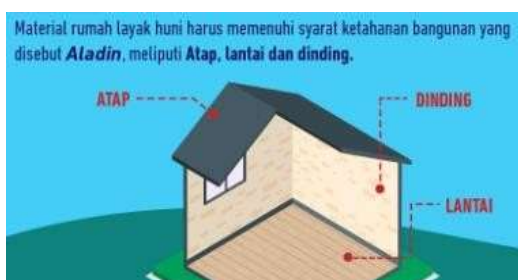 Material rumah layak huni harus memenuhi syarat ketahanan bangunan yang
disebut Aladin, meliputi Atap, lantai dan dinding.
ATAP
DINDING
LANTAI